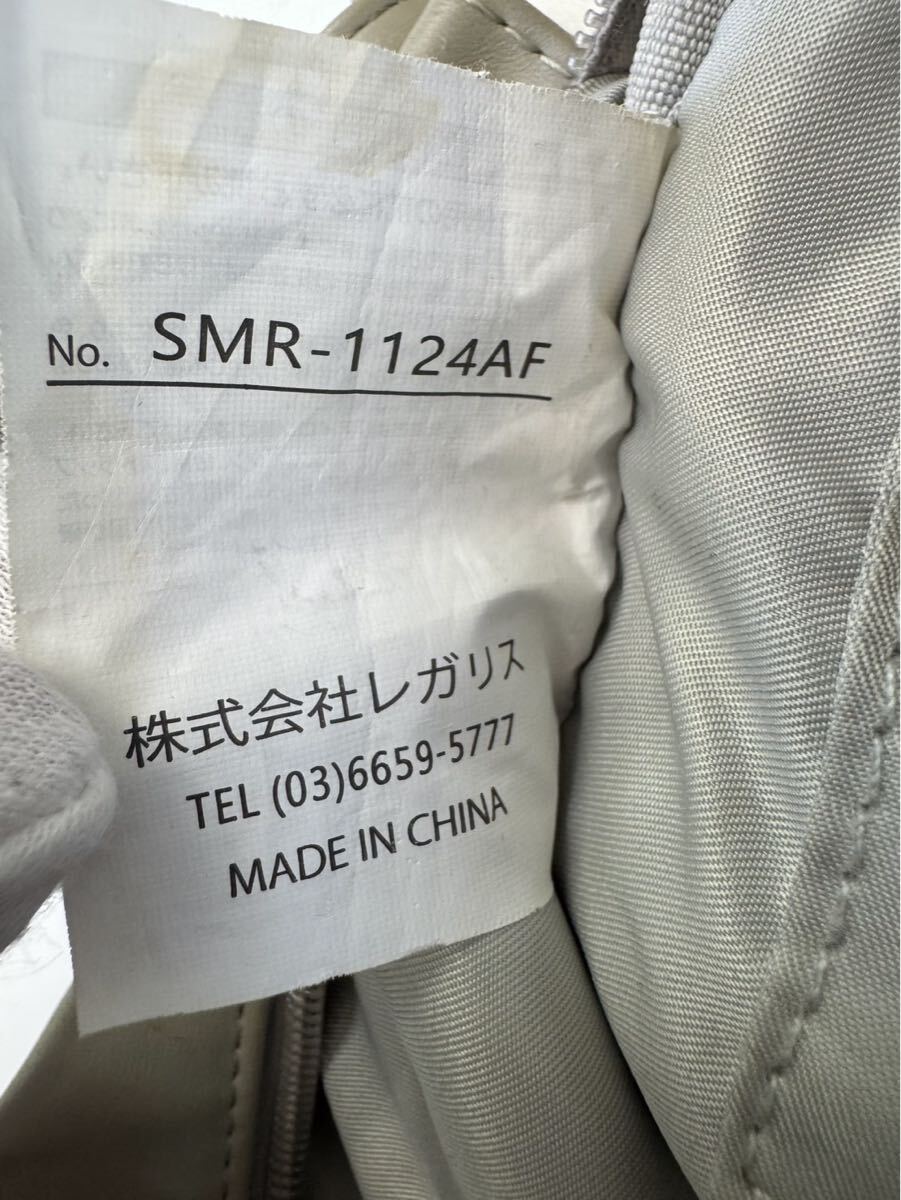 No. SMR-1124AF
株式会社レガリス
TEL (03)6659-5777
MADE IN CHINA